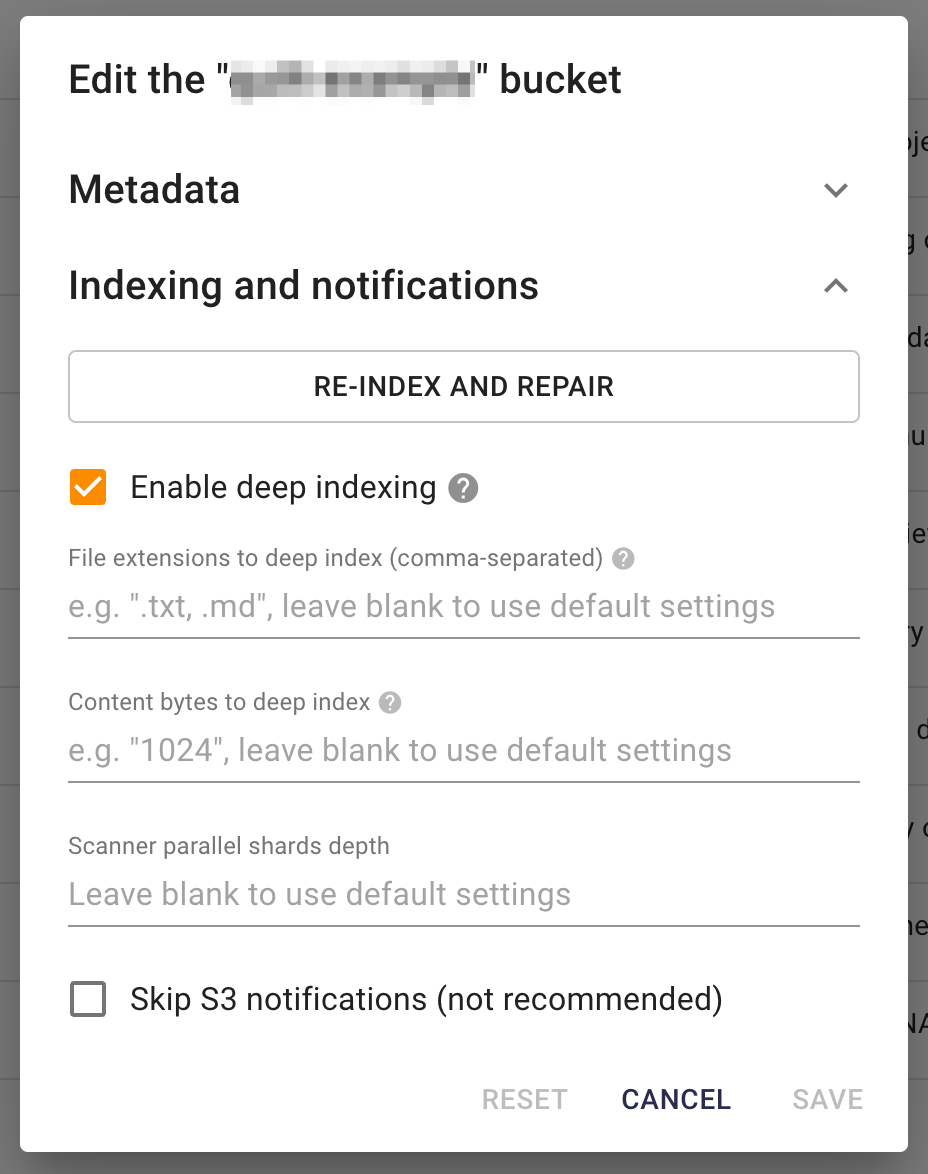 Edit the "" bucket
Metadata
Indexing and notifications
RE-INDEX AND REPAIR
Enable deep indexing ?
File extensions to deep index (comma-separated) ?
e.g. ".txt, .md", leave blank to use default settings
Content bytes to deep index ?
e.g. "1024", leave blank to use default settings
Scanner parallel shards depth
Leave blank to use default settings
Skip S3 notifications (not recommended)
RESET CANCEL SAVE